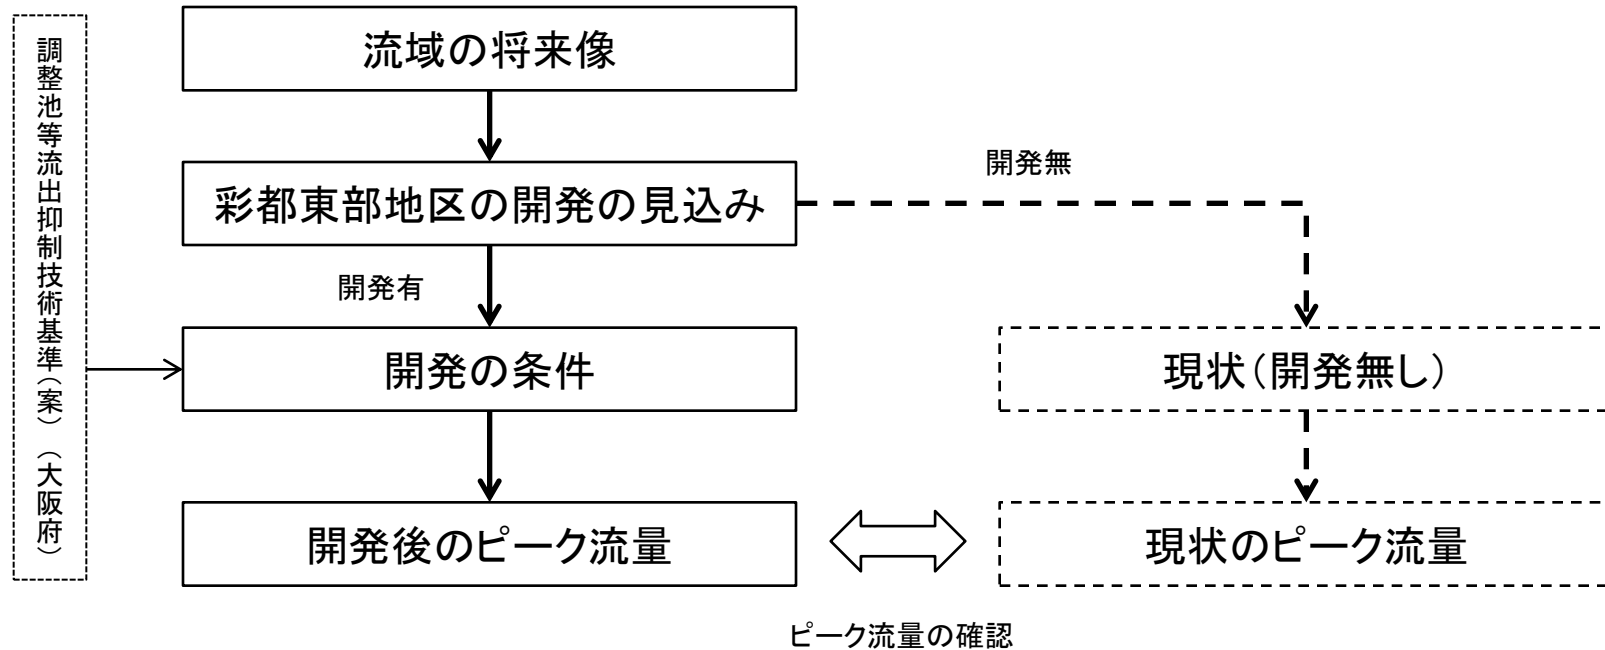 調整池等流出抑制技術基準(案)(大阪府)
流域の将来像
彩都東部地区の開発の見込み
開発無
開発有
開発の条件
現状(開発無し)
開発後のピーク流量
現状のピーク流量
ピーク流量の確認